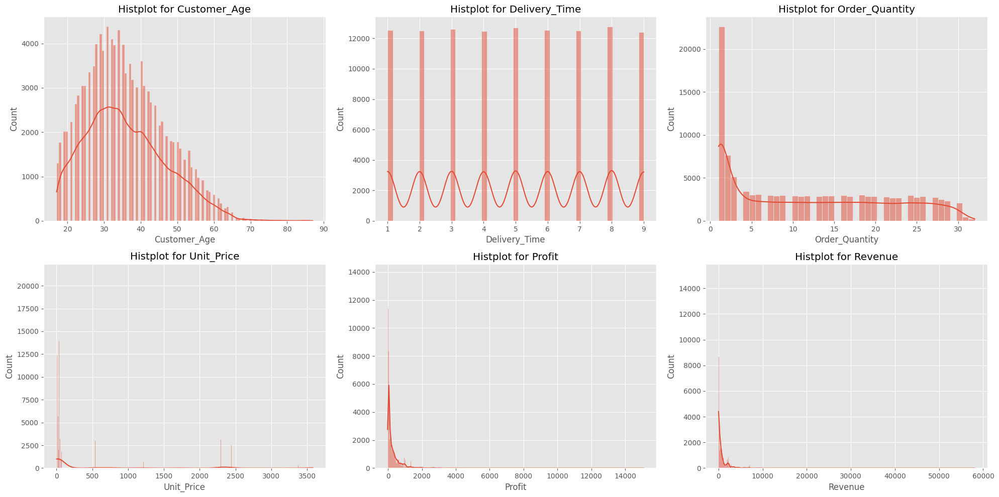 Histplot for Customer_Age
Count
4000
3000
2000
1000
0
20 30 40 50 60 70 80 90
Customer_Age
Histplot for Delivery_Time
Count
12000
10000
8000
6000
4000
2000
0
1 2 3 4 5 6 7 8 9
Delivery_Time
Histplot for Order_Quantity
Count
20000
15000
10000
5000
0
0 5 10 15 20 25 30
Order_Quantity
Histplot for Unit_Price
Count
20000
17500
15000
12500
10000
7500
5000
2500
0
0 500 1000 1500 2000 2500 3000 3500
Unit_Price
Histplot for Profit
Count
14000
12000
10000
8000
6000
4000
2000
0
0 2000 4000 6000 8000 10000 12000 14000
Profit
Histplot for Revenue
Count
14000
12000
10000
8000
6000
4000
2000
0
0 10000 20000 30000 40000 50000 60000
Revenue